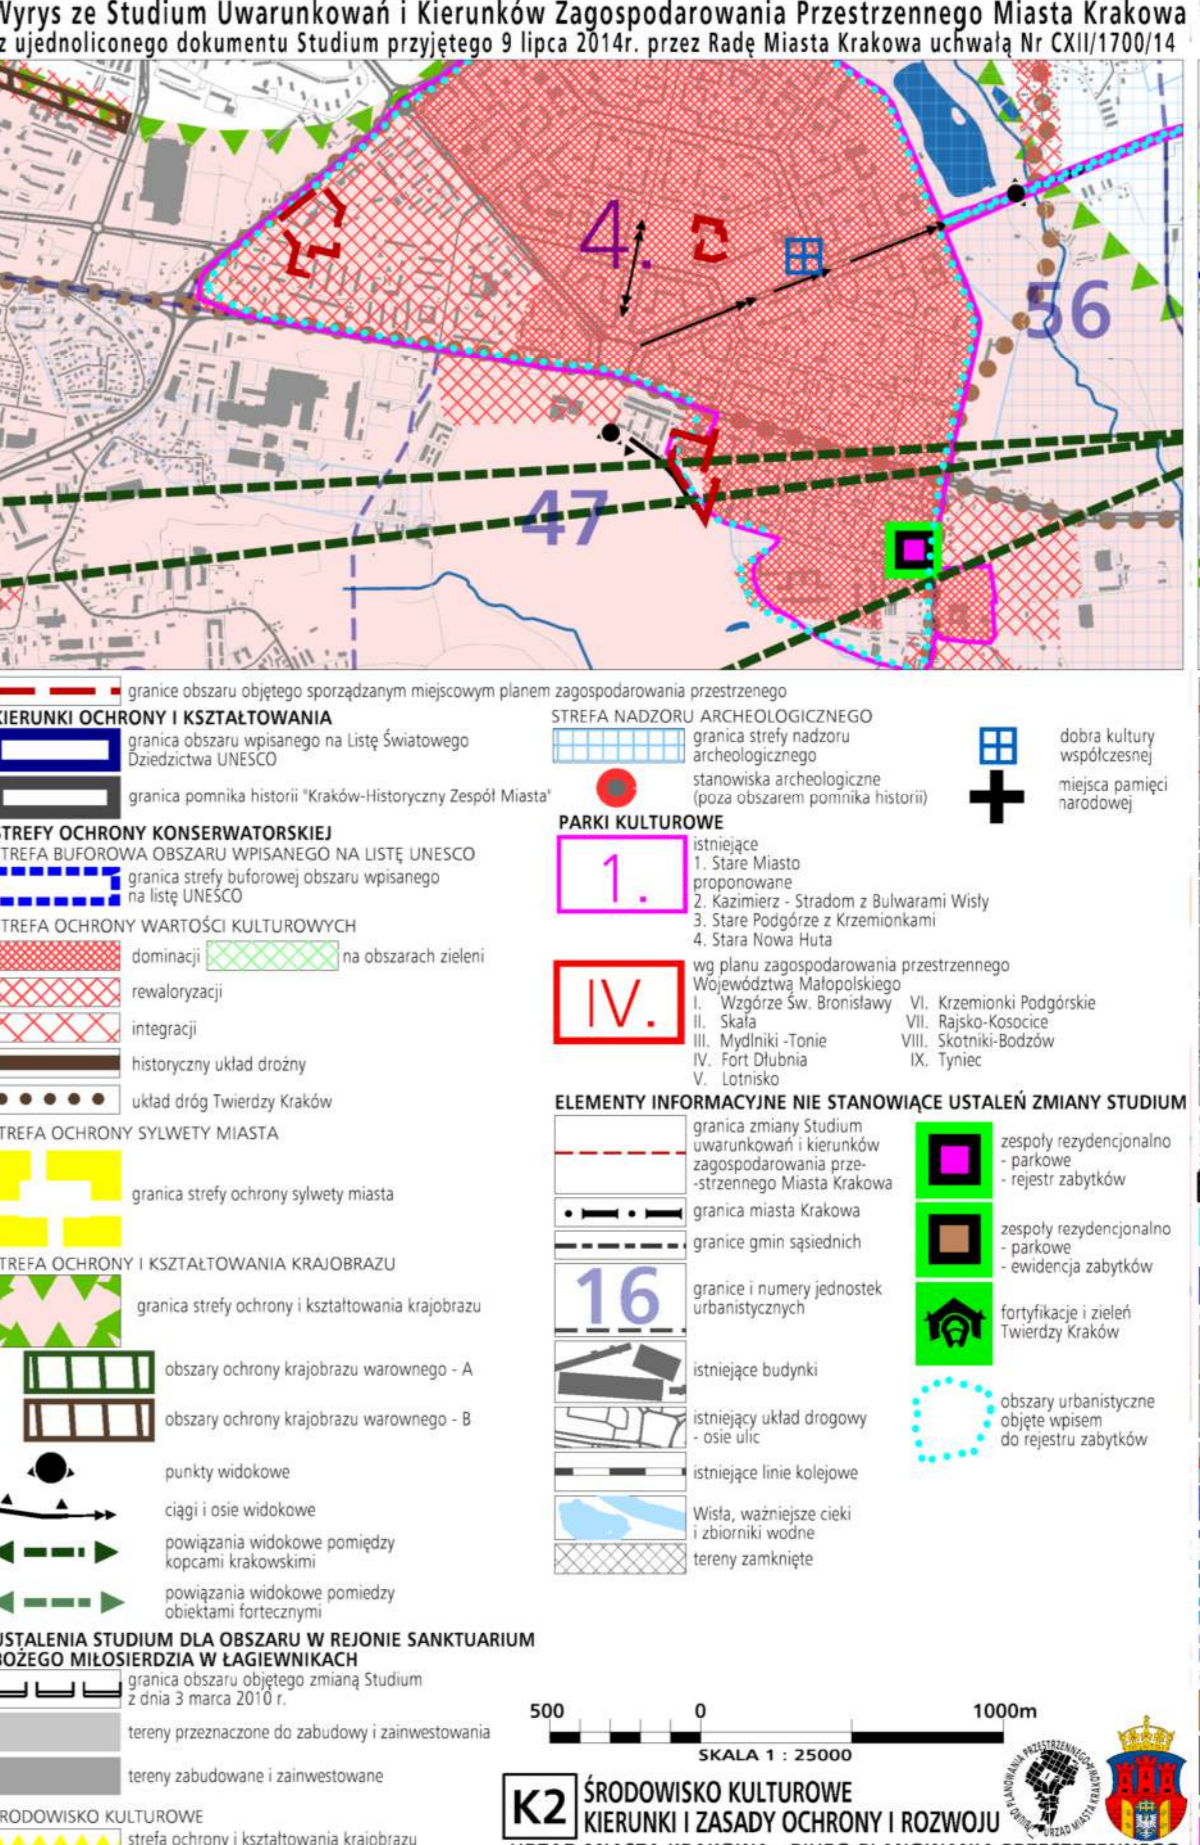 Wyrys ze Studium Uwarunkowań i Kierunków Zagospodarowania Przestrzennego Miasta Krakowa
z ujednoliconego dokumentu Studium przyjętego 9 lipca 2014r. przez Radę Miasta Krakowa uchwałą Nr CXII/1700/14
4.
56
47
granice obszaru objętego sporządzanym miejscowym planem zagospodarowania przestrzenego
KIERUNKI OCHRONY I KSZTAŁTOWANIA
granica obszaru wpisanego na Listę Światowego
Dziedzictwa UNESCO
granica pomnika historii "Kraków-Historyczny Zespół Miasta"
STREFY OCHRONY KONSERWATORSKIEJ
STREFA BUFOROWA OBSZARU WPISANEGO NA LISTĘ UNESCO
granica strefy buforowej obszaru wpisanego
na listę UNESCO
STREFA OCHRONY WARTOŚCI KULTUROWYCH
dominacji
na obszarach zieleni
rewaloryzacji
integracji
historyczny układ drożny
układ dróg Twierdzy Kraków
STREFA OCHRONY SYLWETY MIASTA
granica strefy ochrony sylwety miasta
STREFA OCHRONY I KSZTAŁTOWANIA KRAJOBRAZU
granica strefy ochrony i kształtowania krajobrazu
obszary ochrony krajobrazu warownego - A
obszary ochrony krajobrazu warownego - B
punkty widokowe
ciągi i osie widokowe
powiązania widokowe pomiędzy
kopcami krakowskimi
powiązania widokowe pomiedzy
obiektami fortecznymi
USTALENIA STUDIUM DLA OBSZARU W REJONIE SANKTUARIUM
BOŻEGO MIŁOSIERDZIA W ŁAGIEWNIKACH
granica obszaru objętego zmianą Studium
z dnia 3 marca 2010 r.
tereny przeznaczone do zabudowy i zainwestowania
tereny zabudowane i zainwestowane
ŚRODOWISKO KULTUROWE
strefa ochrony i kształtowania krajobrazu
STREFA NADZORU ARCHEOLOGICZNEGO
granica strefy nadzoru
archeologicznego
stanowiska archeologiczne
(poza obszarem pomnika historii)
dobra kultury
współczesnej
miejsca pamięci
narodowej
PARKI KULTUROWE
1.
istniejące
1. Stare Miasto
proponowane
2. Kazimierz - Stradom z Bulwarami Wisły
3. Stare Podgórze z Krzemionkami
4. Stara Nowa Huta
IV.
wg planu zagospodarowania przestrzennego
Województwa Małopolskiego
I. Wzgórze Św. Bronisławy VI. Krzemionki Podgórskie
II. Skała VII. Rajsko-Kosocice
III. Mydlniki -Tonie VIII. Skotniki-Bodzów
IV. Fort Dłubnia IX. Tyniec
V. Lotnisko
ELEMENTY INFORMACYJNE NIE STANOWIĄCE USTALEŃ ZMIANY STUDIUM
granica zmiany Studium
uwarunkowań i kierunków
zagospodarowania prze-
-strzennego Miasta Krakowa
granica miasta Krakowa
granice gmin sąsiednich
16
granice i numery jednostek
urbanistycznych
istniejące budynki
istniejący układ drogowy
- osie ulic
istniejące linie kolejowe
Wisła, ważniejsze cieki
i zbiorniki wodne
tereny zamknięte
zespoły rezydencjonalno
- parkowe
- rejestr zabytków
zespoły rezydencjonalno
- parkowe
- ewidencja zabytków
fortyfikacje i zieleń
Twierdzy Kraków
obszary urbanistyczne
objęte wpisem
do rejestru zabytków
500 0 1000m
SKALA 1 : 25000
K2
ŚRODOWISKO KULTUROWE
KIERUNKI I ZASADY OCHRONY I ROZWOJU